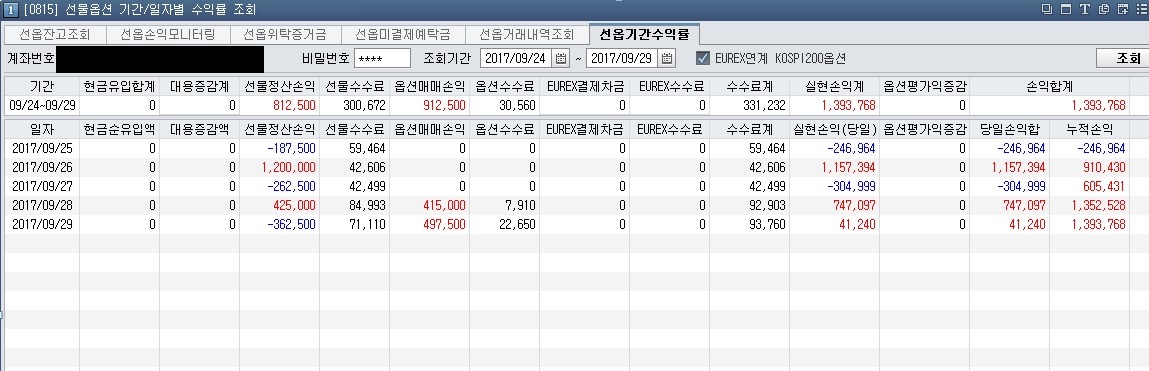 1 [0815] 선물옵션 기간/일자별 수익률 조회
선옵잔고조회 선옵손익모니터링 선옵위탁증거금 선옵미결제예탁금 선옵거래내역조회 선옵기간수익률
계좌번호 비밀번호 **** 조회기간 2017/09/24 ~ 2017/09/29 EUREX연계 KOSPI200옵션 조회
기간 현금유입합계 대용증감계 선물정산손익 선물수수료 옵션매매손익 옵션수수료 EUREX결제차금 EUREX수수료 수수료계 실현손익계 옵션평가익증감 손익합계
09/24~09/29 0 0 812,500 300,672 912,500 30,560 0 0 331,232 1,393,768 0 1,393,768
일자 현금순유입액 대용증감액 선물정산손익 선물수수료 옵션매매손익 옵션수수료 EUREX결제차금 EUREX수수료 수수료계 실현손익(당일) 옵션평가익증감 당일손익합 누적손익
2017/09/25 0 0 -187,500 59,464 0 0 0 0 59,464 -246,964 0 -246,964 -246,964
2017/09/26 0 0 1,200,000 42,606 0 0 0 0 42,606 1,157,394 0 1,157,394 910,430
2017/09/27 0 0 -262,500 42,499 0 0 0 0 42,499 -304,999 0 -304,999 605,431
2017/09/28 0 0 425,000 84,993 415,000 7,910 0 0 92,903 747,097 0 747,097 1,352,528
2017/09/29 0 0 -362,500 71,110 497,500 22,650 0 0 93,760 41,240 0 41,240 1,393,768